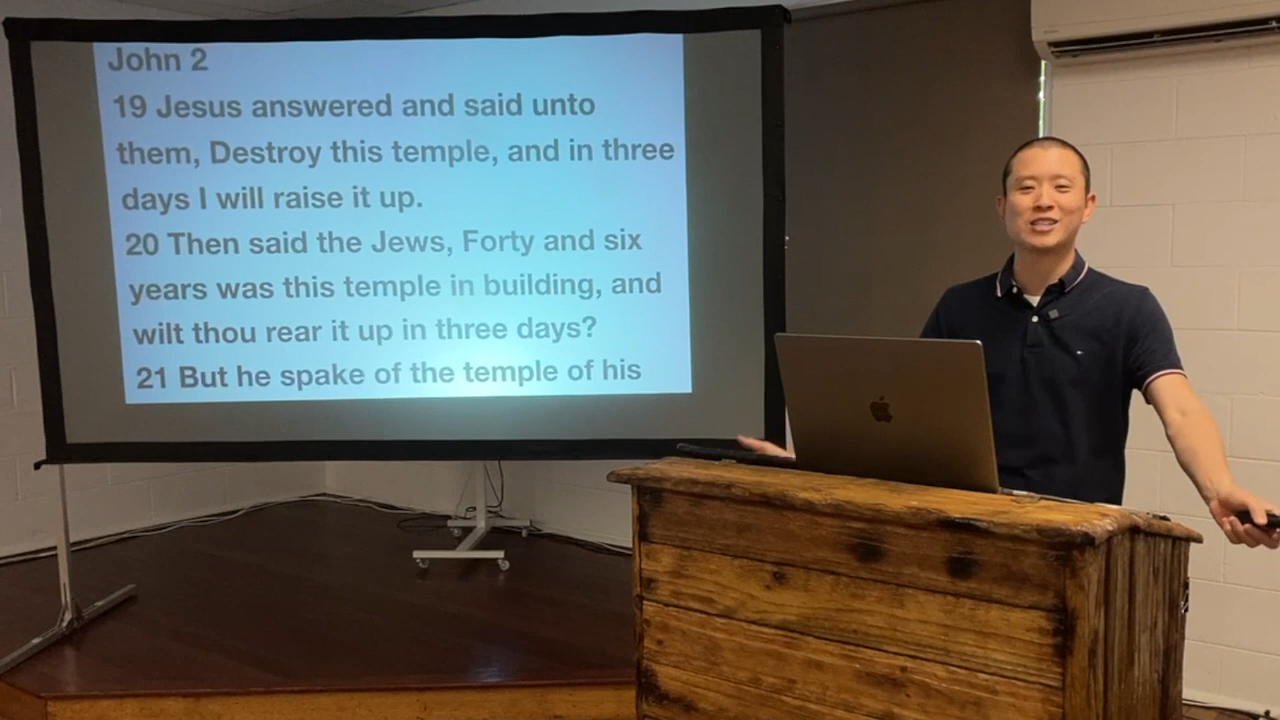 John 2
19 Jesus answered and said unto
them, Destroy this temple, and in three
days I will raise it up.
20 Then said the Jews, Forty and six
years was this temple in building, and
wilt thou rear it up in three days?
21 But he spake of the temple of his